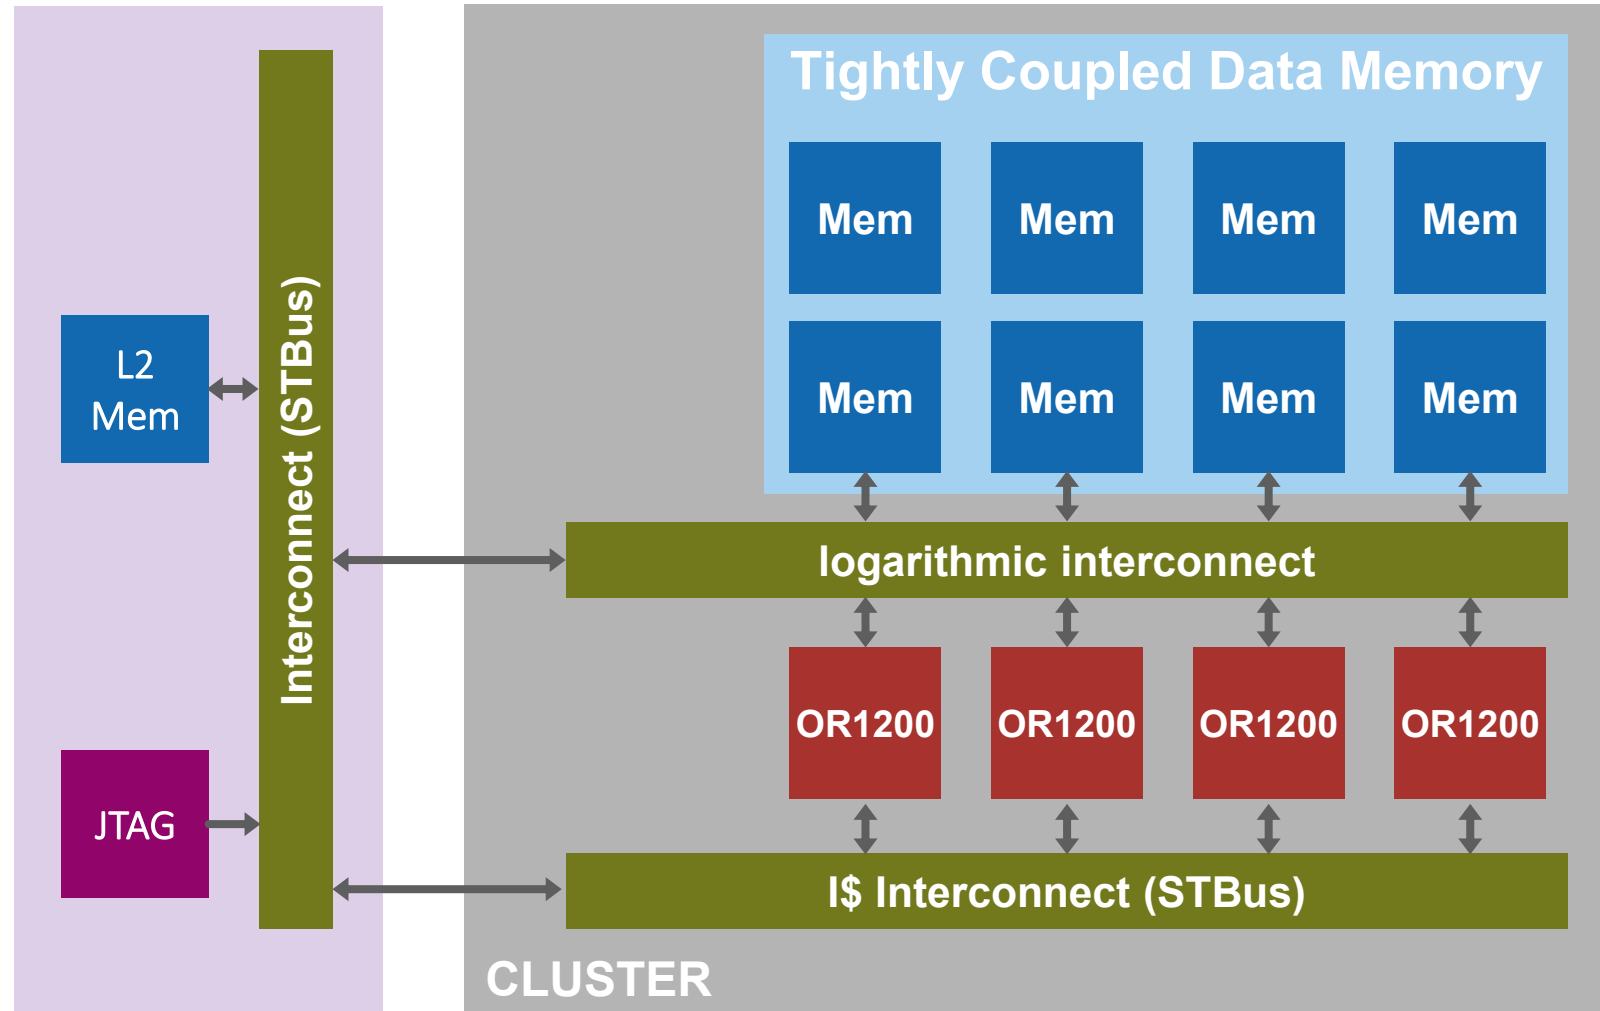 Tightly Coupled Data Memory
Mem Mem Mem Mem
Mem Mem Mem Mem
L2
Mem
Interconnect (STBus)
logarithmic interconnect
OR1200 OR1200 OR1200 OR1200
JTAG
I$ Interconnect (STBus)
CLUSTER